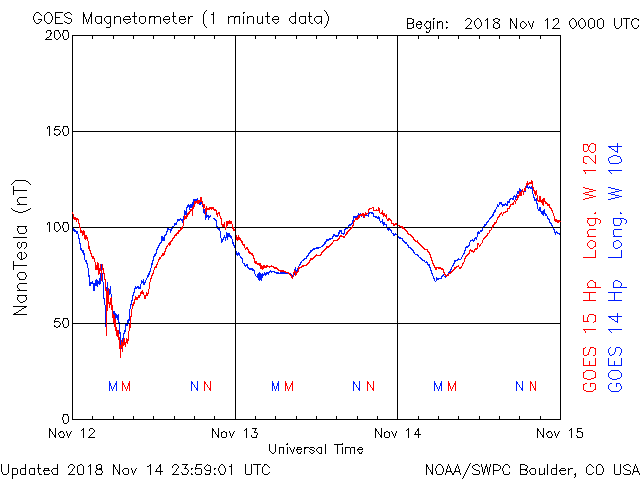 GOES Magnetometer (1 minute data)
Begin: 2018 Nov 12 0000 UTC
200
150
100
50
0
NanoTesla (nT)
M M N N M M N N M M N N
Nov 12 Nov 13 Nov 14 Nov 15
Universal Time
GOES 15 Hp Long. W 128
GOES 14 Hp Long. W 104
Updated 2018 Nov 14 23:59:01 UTC
NOAA/SWPC Boulder, CO USA